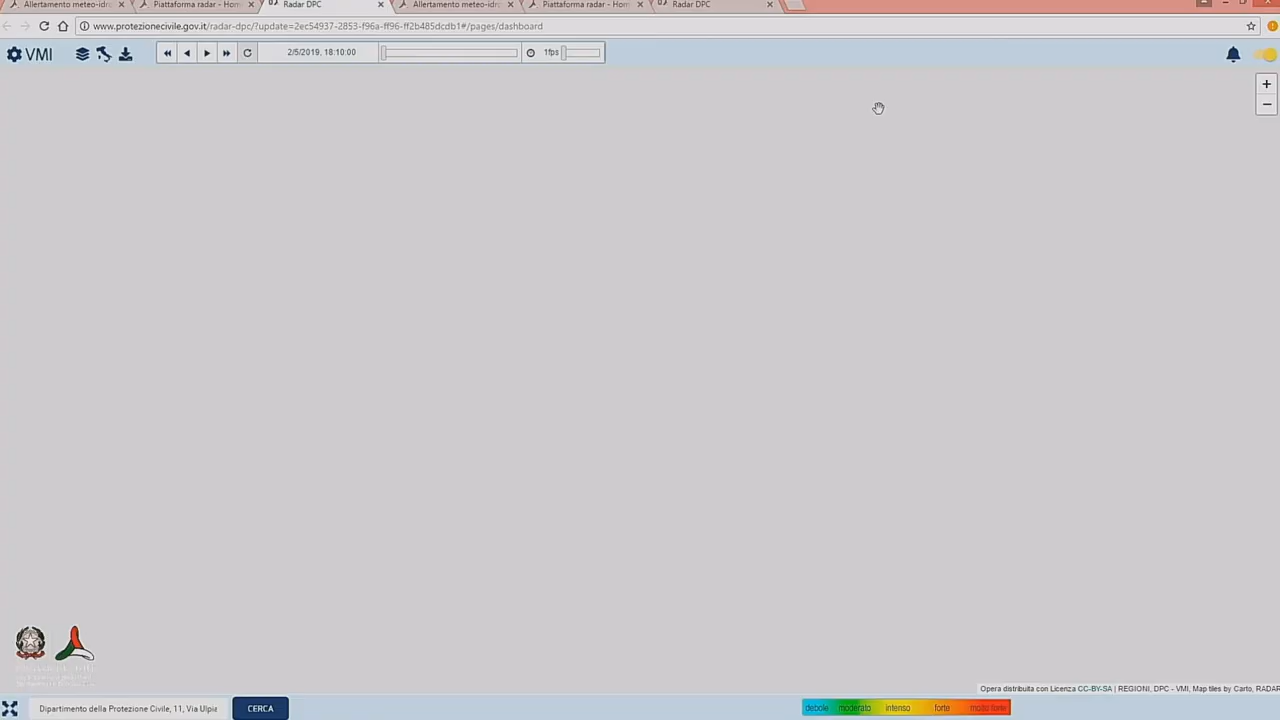 Allertamento meteo-idro
Piattaforma radar - Hom
Radar DPC
Allertamento meteo-idro
Piattaforma radar - Hom
Radar DPC
www.protezionecivile.gov.it/radar-dpc/?update=2ec54937-2853-f96a-ff96-ff2b485dcdb1#/pages/dashboard
VMI
2/5/2019, 18:10:00
1fps
+
−
Opera distribuita con Licenza CC-BY-SA | REGIONI, DPC - VMI, Map tiles by Carto, RADAR
Dipartimento della Protezione Civile, 11, Via Ulpia
CERCA
debole moderato intenso forte molto forte